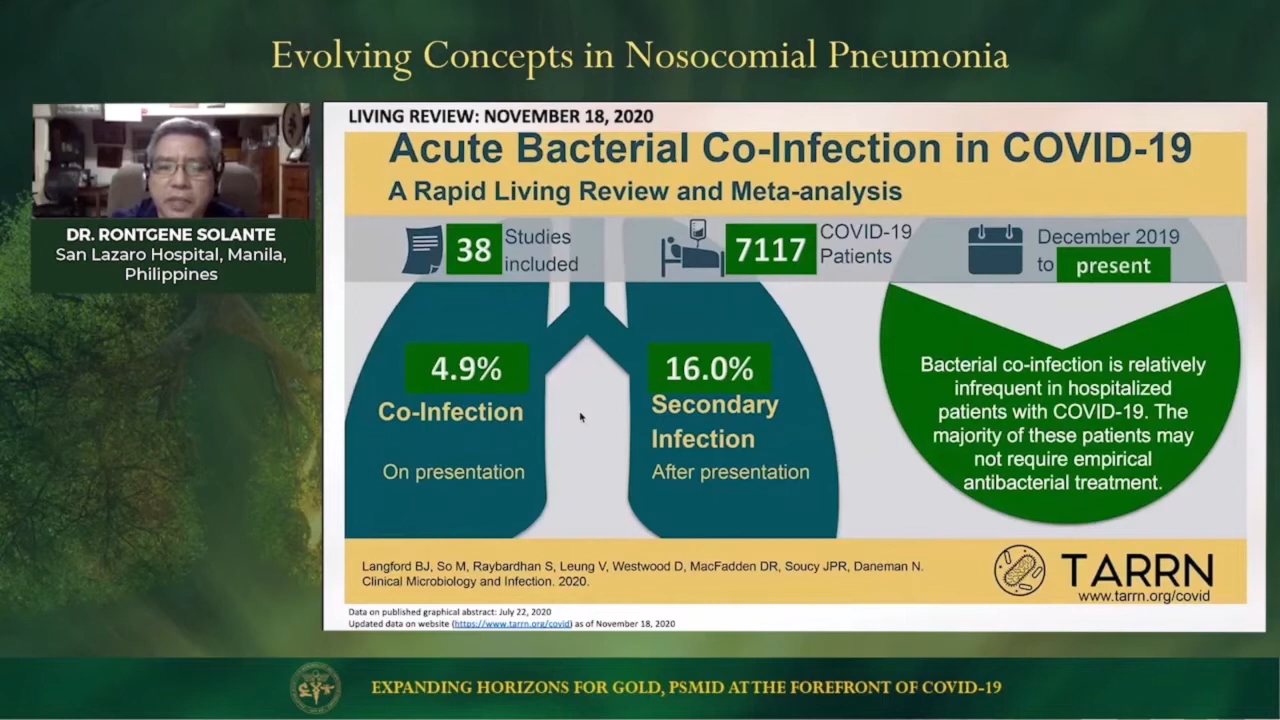 Evolving Concepts in Nosocomial Pneumonia
DR. RONTGENE SOLANTE
San Lazaro Hospital, Manila,
Philippines
LIVING REVIEW: NOVEMBER 18, 2020
Acute Bacterial Co-Infection in COVID-19
A Rapid Living Review and Meta-analysis
38
Studies
included
7117
COVID-19
Patients
December 2019
to present
4.9%
Co-Infection
On presentation
16.0%
Secondary
Infection
After presentation
Bacterial co-infection is relatively
infrequent in hospitalized
patients with COVID-19. The
majority of these patients may
not require empirical
antibacterial treatment.
Langford BJ, So M, Raybardhan S, Leung V, Westwood D, MacFadden DR, Soucy JPR, Daneman N.
Clinical Microbiology and Infection. 2020.
TARRN
www.tarrn.org/covid
Data on published graphical abstract: July 22, 2020
Updated data on website (https://www.tarrn.org/covid) as of November 18, 2020
EXPANDING HORIZONS FOR GOLD, PSMID AT THE FOREFRONT OF COVID-19